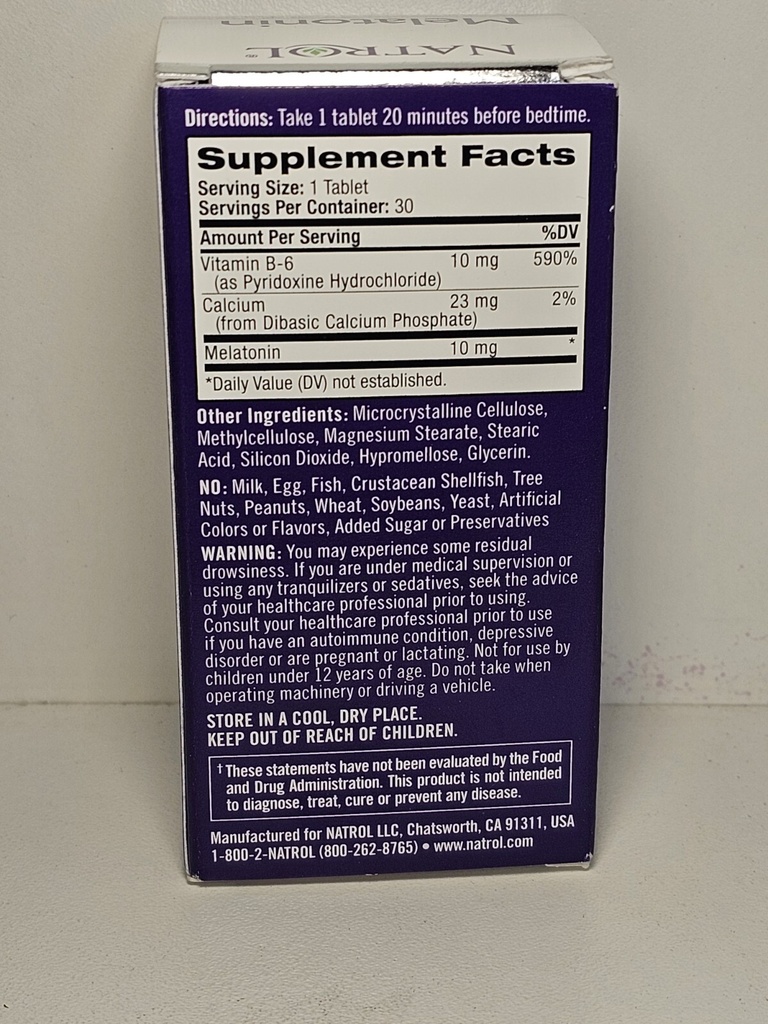 Melatonin
NATROL®
Directions: Take 1 tablet 20 minutes before bedtime.
Supplement Facts
Serving Size: 1 Tablet
Servings Per Container: 30
Amount Per Serving %DV
Vitamin B-6 10 mg 590%
(as Pyridoxine Hydrochloride)
Calcium 23 mg 2%
(from Dibasic Calcium Phosphate)
Melatonin 10 mg *
*Daily Value (DV) not established.
Other Ingredients: Microcrystalline Cellulose,
Methylcellulose, Magnesium Stearate, Stearic
Acid, Silicon Dioxide, Hypromellose, Glycerin.
NO: Milk, Egg, Fish, Crustacean Shellfish, Tree
Nuts, Peanuts, Wheat, Soybeans, Yeast, Artificial
Colors or Flavors, Added Sugar or Preservatives
WARNING: You may experience some residual
drowsiness. If you are under medical supervision or
using any tranquilizers or sedatives, seek the advice
of your healthcare professional prior to using.
Consult your healthcare professional prior to use
if you have an autoimmune condition, depressive
disorder or are pregnant or lactating. Not for use by
children under 12 years of age. Do not take when
operating machinery or driving a vehicle.
STORE IN A COOL, DRY PLACE.
KEEP OUT OF REACH OF CHILDREN.
†These statements have not been evaluated by the Food
and Drug Administration. This product is not intended
to diagnose, treat, cure or prevent any disease.
Manufactured for NATROL LLC, Chatsworth, CA 91311, USA
1-800-2-NATROL (800-262-8765) • www.natrol.com